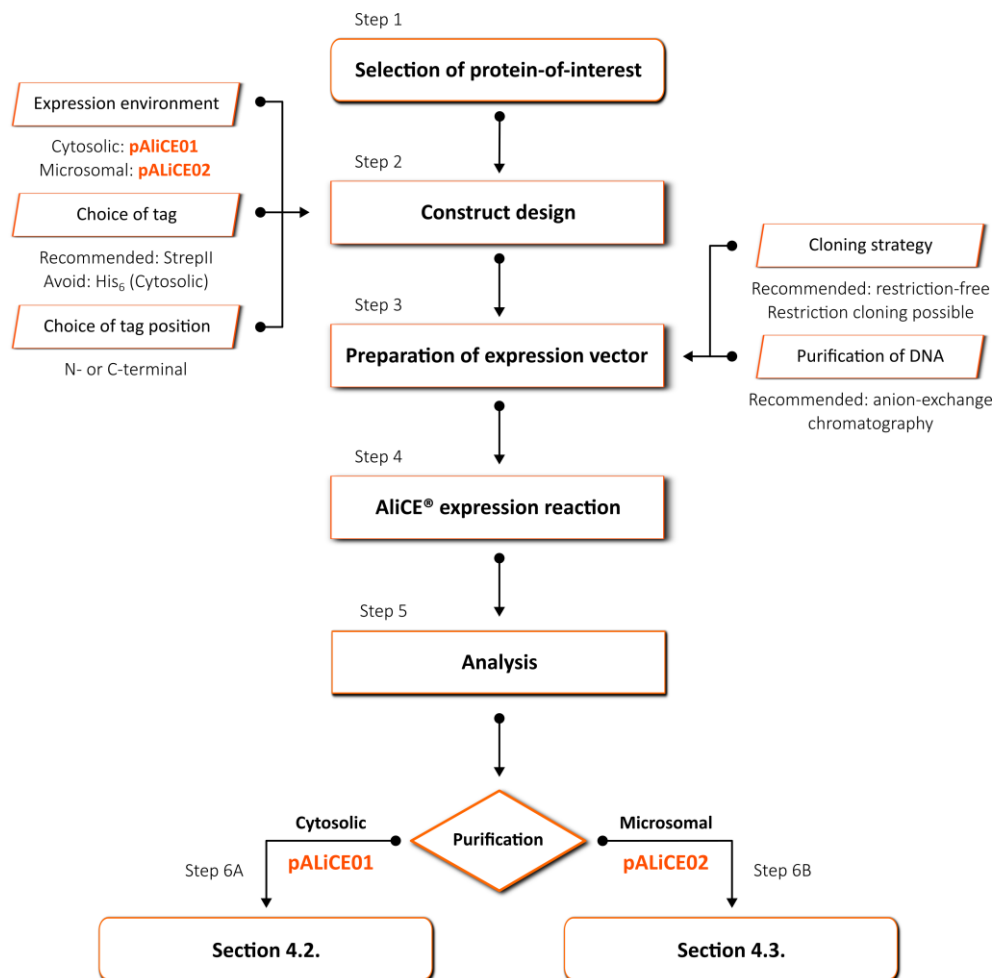 Step 1
Selection of protein-of-interest
Expression environment
Cytosolic: pAliCE01
Microsomal: pALiCE02
Choice of tag
Recommended: StrepII
Avoid: His₆ (Cytosolic)
Choice of tag position
N- or C-terminal
Step 2
Construct design
Cloning strategy
Recommended: restriction-free
Restriction cloning possible
Purification of DNA
Recommended: anion-exchange
chromatography
Step 3
Preparation of expression vector
Step 4
AliCE® expression reaction
Step 5
Analysis
Purification
Cytosolic
pALiCE01
Step 6A
Section 4.2.
Microsomal
pALiCE02
Step 6B
Section 4.3.